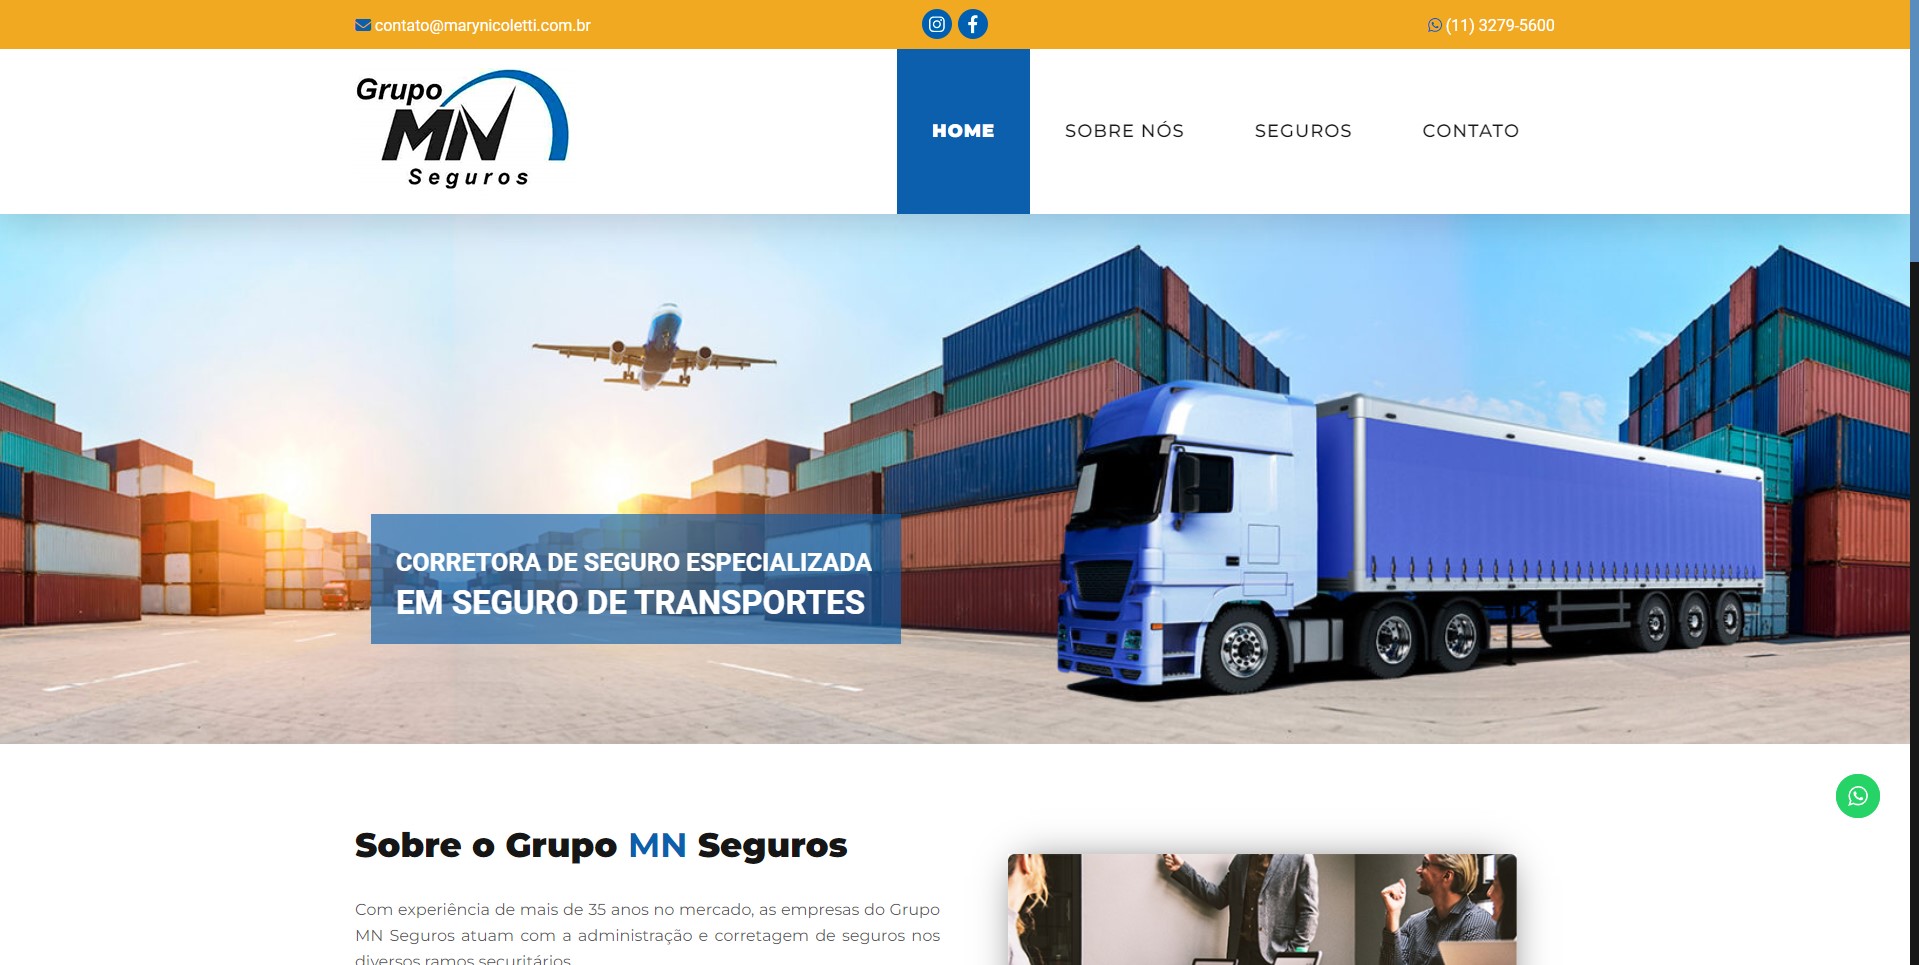 contato@marynicoletti.com.br
(11) 3279-5600
Grupo
MN
Seguros
HOME
SOBRE NÓS
SEGUROS
CONTATO
CORRETORA DE SEGURO ESPECIALIZADA
EM SEGURO DE TRANSPORTES
Sobre o Grupo MN Seguros
Com experiência de mais de 35 anos no mercado, as empresas do Grupo
MN Seguros atuam com a administração e corretagem de seguros nos
diversos ramos securitários.